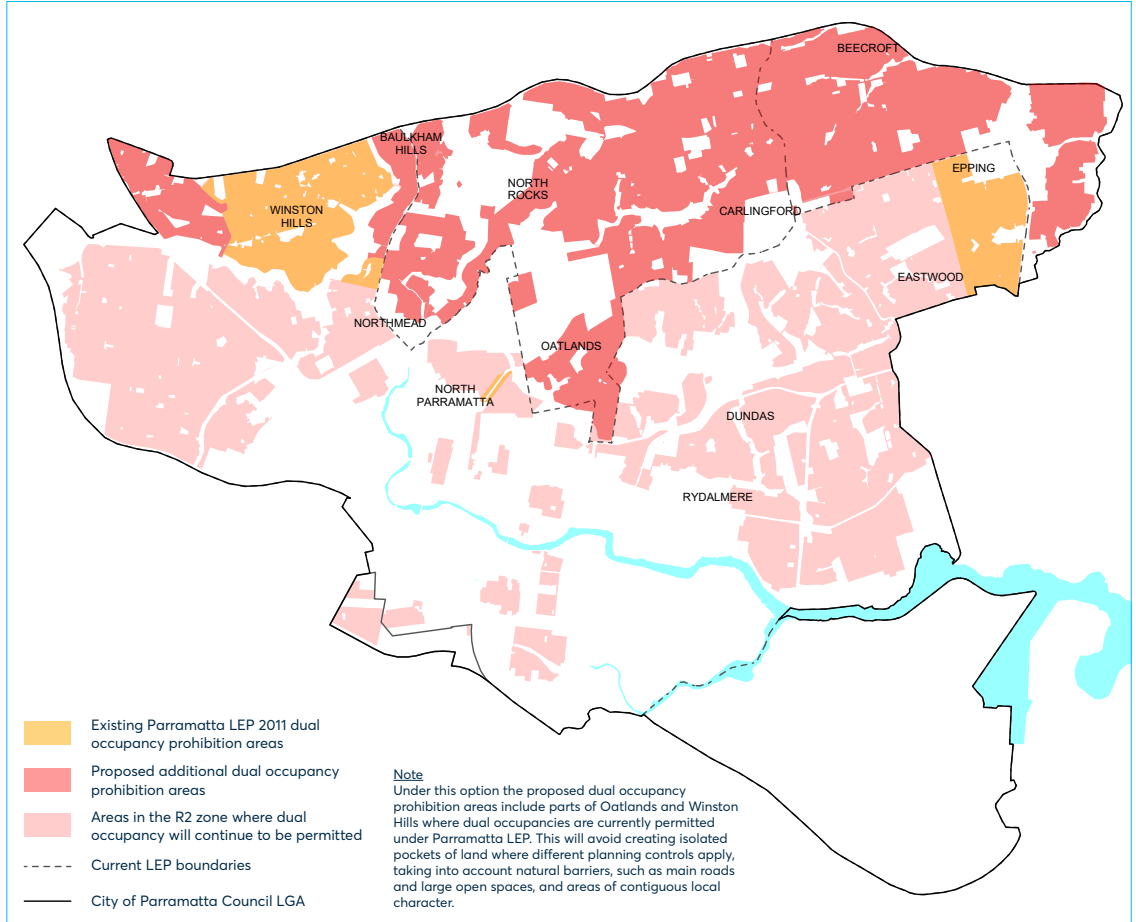 BEECROFT
BAULKHAM
HILLS
EPPING
NORTH
ROCKS
WINSTON
HILLS
CARLINGFORD
EASTWOOD
NORTHMEAD
OATLANDS
NORTH
PARRAMATTA
DUNDAS
RYDALMERE
Existing Parramatta LEP 2011 dual
occupancy prohibition areas
Proposed additional dual occupancy
prohibition areas
Areas in the R2 zone where dual
occupancy will continue to be permitted
Current LEP boundaries
City of Parramatta Council LGA
Note
Under this option the proposed dual occupancy
prohibition areas include parts of Oatlands and Winston
Hills where dual occupancies are currently permitted
under Parramatta LEP. This will avoid creating isolated
pockets of land where different planning controls apply,
taking into account natural barriers, such as main roads
and large open spaces, and areas of contiguous local
character.